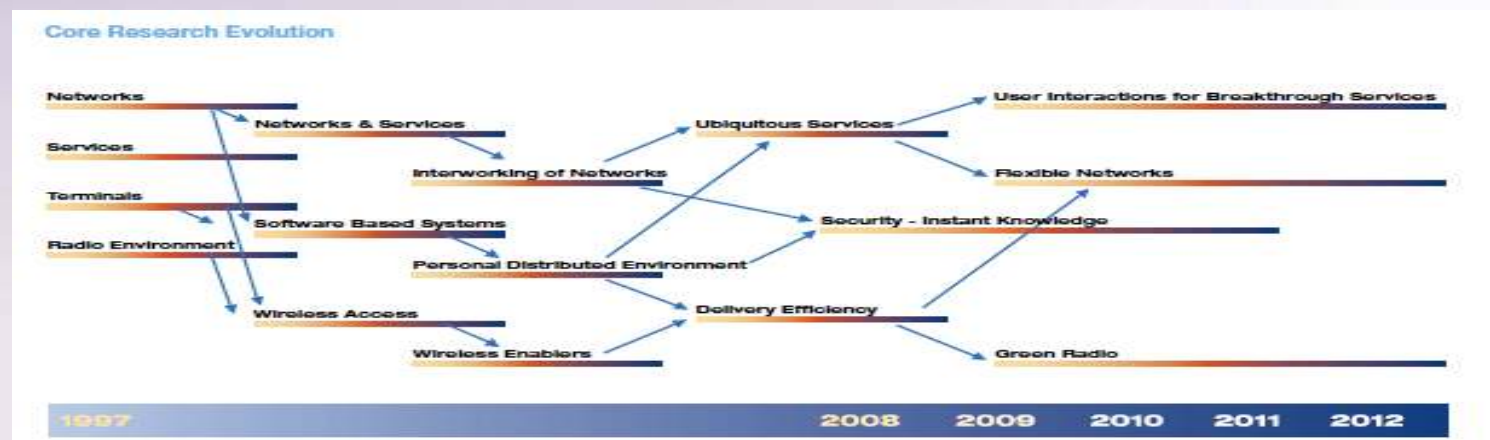 Core Research Evolution
Networks
User Interactions for Breakthrough Services
Networks & Services
Ubiquitous Services
Services
Interworking of Networks
Flexible Networks
Terminals
Software Based Systems
Security - Instant Knowledge
Radio Environment
Personal Distributed Environment
Wireless Access
Delivery Efficiency
Wireless Enablers
Green Radio
1997 2008 2009 2010 2011 2012